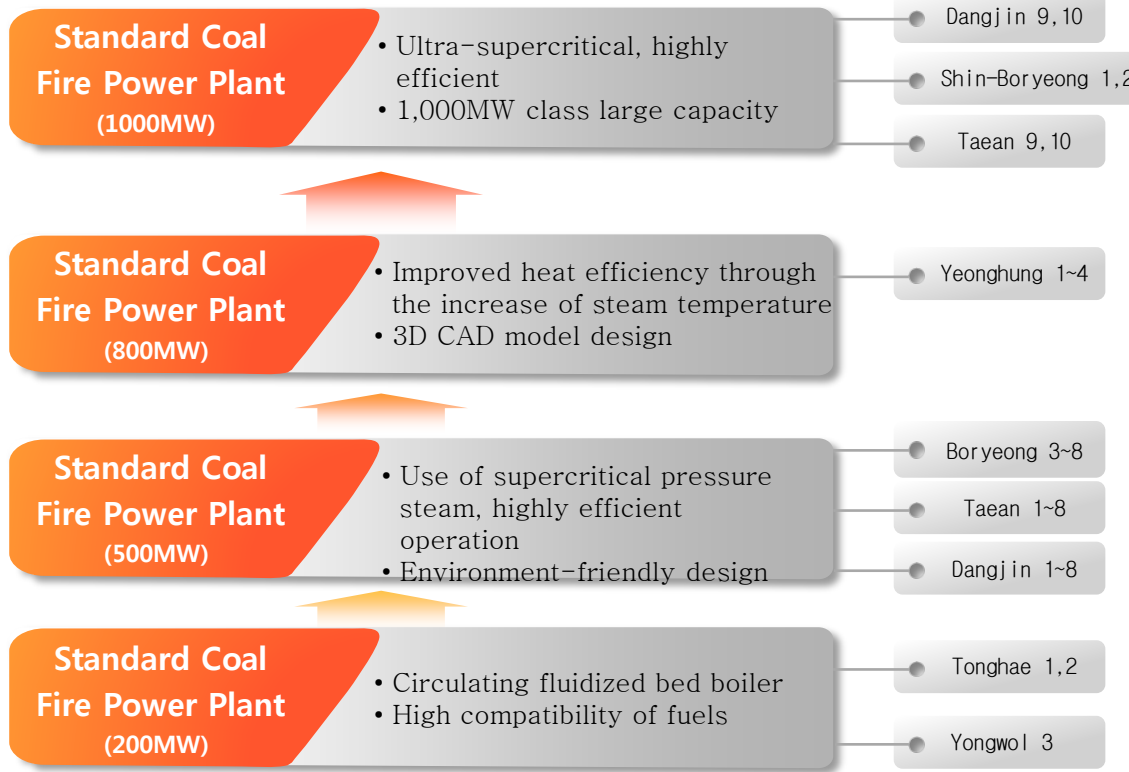 Standard Coal
Fire Power Plant
(1000MW)
• Ultra-supercritical, highly
efficient
• 1,000MW class large capacity
Dangjin 9,10
Shin-Boryeong 1,2
Taean 9,10
Standard Coal
Fire Power Plant
(800MW)
• Improved heat efficiency through
the increase of steam temperature
• 3D CAD model design
Yeonghung 1~4
Standard Coal
Fire Power Plant
(500MW)
• Use of supercritical pressure
steam, highly efficient
operation
• Environment-friendly design
Boryeong 3~8
Taean 1~8
Dangjin 1~8
Standard Coal
Fire Power Plant
(200MW)
• Circulating fluidized bed boiler
• High compatibility of fuels
Tonghae 1,2
Yongwol 3